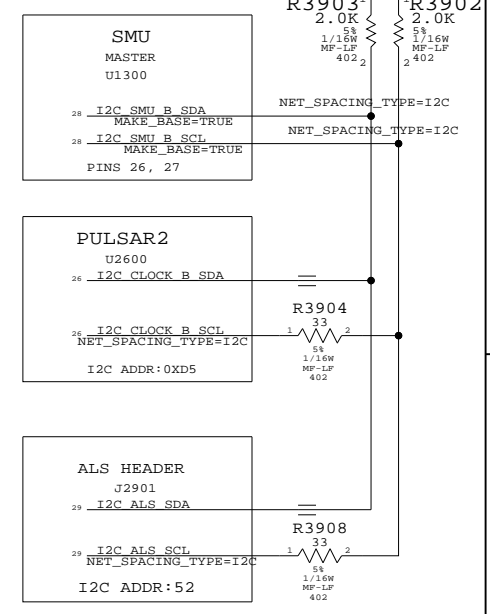 R3903 1
1 R3902
2.0K
5%
1/16W
MF-LF
402 2
2.0K
5%
1/16W
MF-LF
2 402
SMU
MASTER
U1300
28 I2C_SMU_B_SDA
MAKE_BASE=TRUE
NET_SPACING_TYPE=I2C
28 I2C_SMU_B_SCL
MAKE_BASE=TRUE
NET_SPACING_TYPE=I2C
PINS 26, 27
PULSAR2
U2600
26 I2C_CLOCK_B_SDA
R3904
26 I2C_CLOCK_B_SCL
NET_SPACING_TYPE=I2C
1 33 2
5%
1/16W
MF-LF
402
I2C ADDR:0XD5
ALS HEADER
J2901
29 I2C_ALS_SDA
R3908
29 I2C_ALS_SCL
NET_SPACING_TYPE=I2C
1 33 2
5%
1/16W
MF-LF
402
I2C ADDR:52